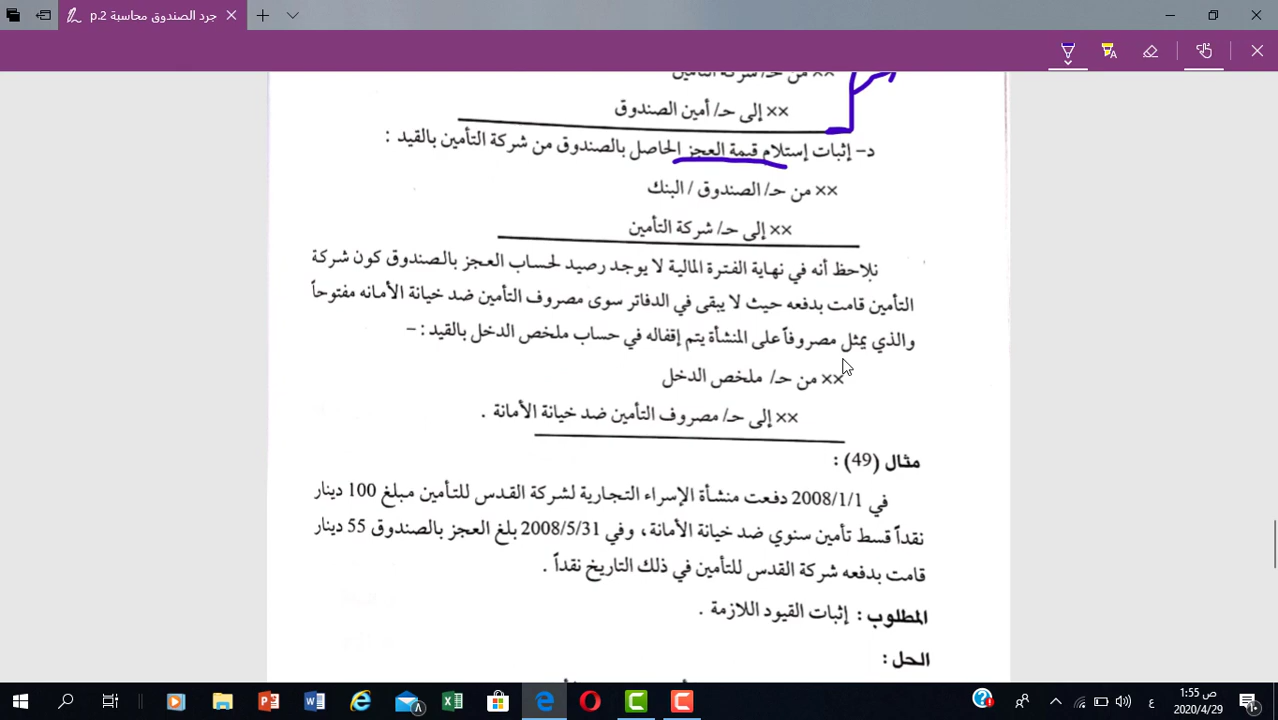 جرد الصندوق محاسبة p.2
×× من حـ/ شركة التأمين
×× إلى حـ/ أمين الصندوق
د- إثبات إستلام قيمة العجز الحاصل بالصندوق من شركة التأمين بالقيد :
×× من حـ/ الصندوق / البنك
×× إلى حـ/ شركة التأمين
نلاحظ أنه في نهاية الفترة المالية لا يوجد رصيد لحساب العجز بالصندوق كون شركة
التأمين قامت بدفعه حيث لا يبقى في الدفاتر سوى مصروف التأمين ضد خيانة الأمانه مفتوحاً
والذي يمثل مصروفاً على المنشأة يتم إقفاله في حساب ملخص الدخل بالقيد : –
×× من حـ/ ملخص الدخل
×× إلى حـ/ مصروف التأمين ضد خيانة الأمانة .
مثال (49) :
في 2008/1/1 دفعت منشأة الإسراء التجارية لشركة القدس للتأمين مبلغ 100 دينار
نقداً قسط تأمين سنوي ضد خيانة الأمانة، وفي 2008/5/31 بلغ العجز بالصندوق 55 دينار
قامت بدفعه شركة القدس للتأمين في ذلك التاريخ نقداً .
المطلوب : إثبات القيود اللازمة .
الحل :
ص 1:55
2020/4/29
ع